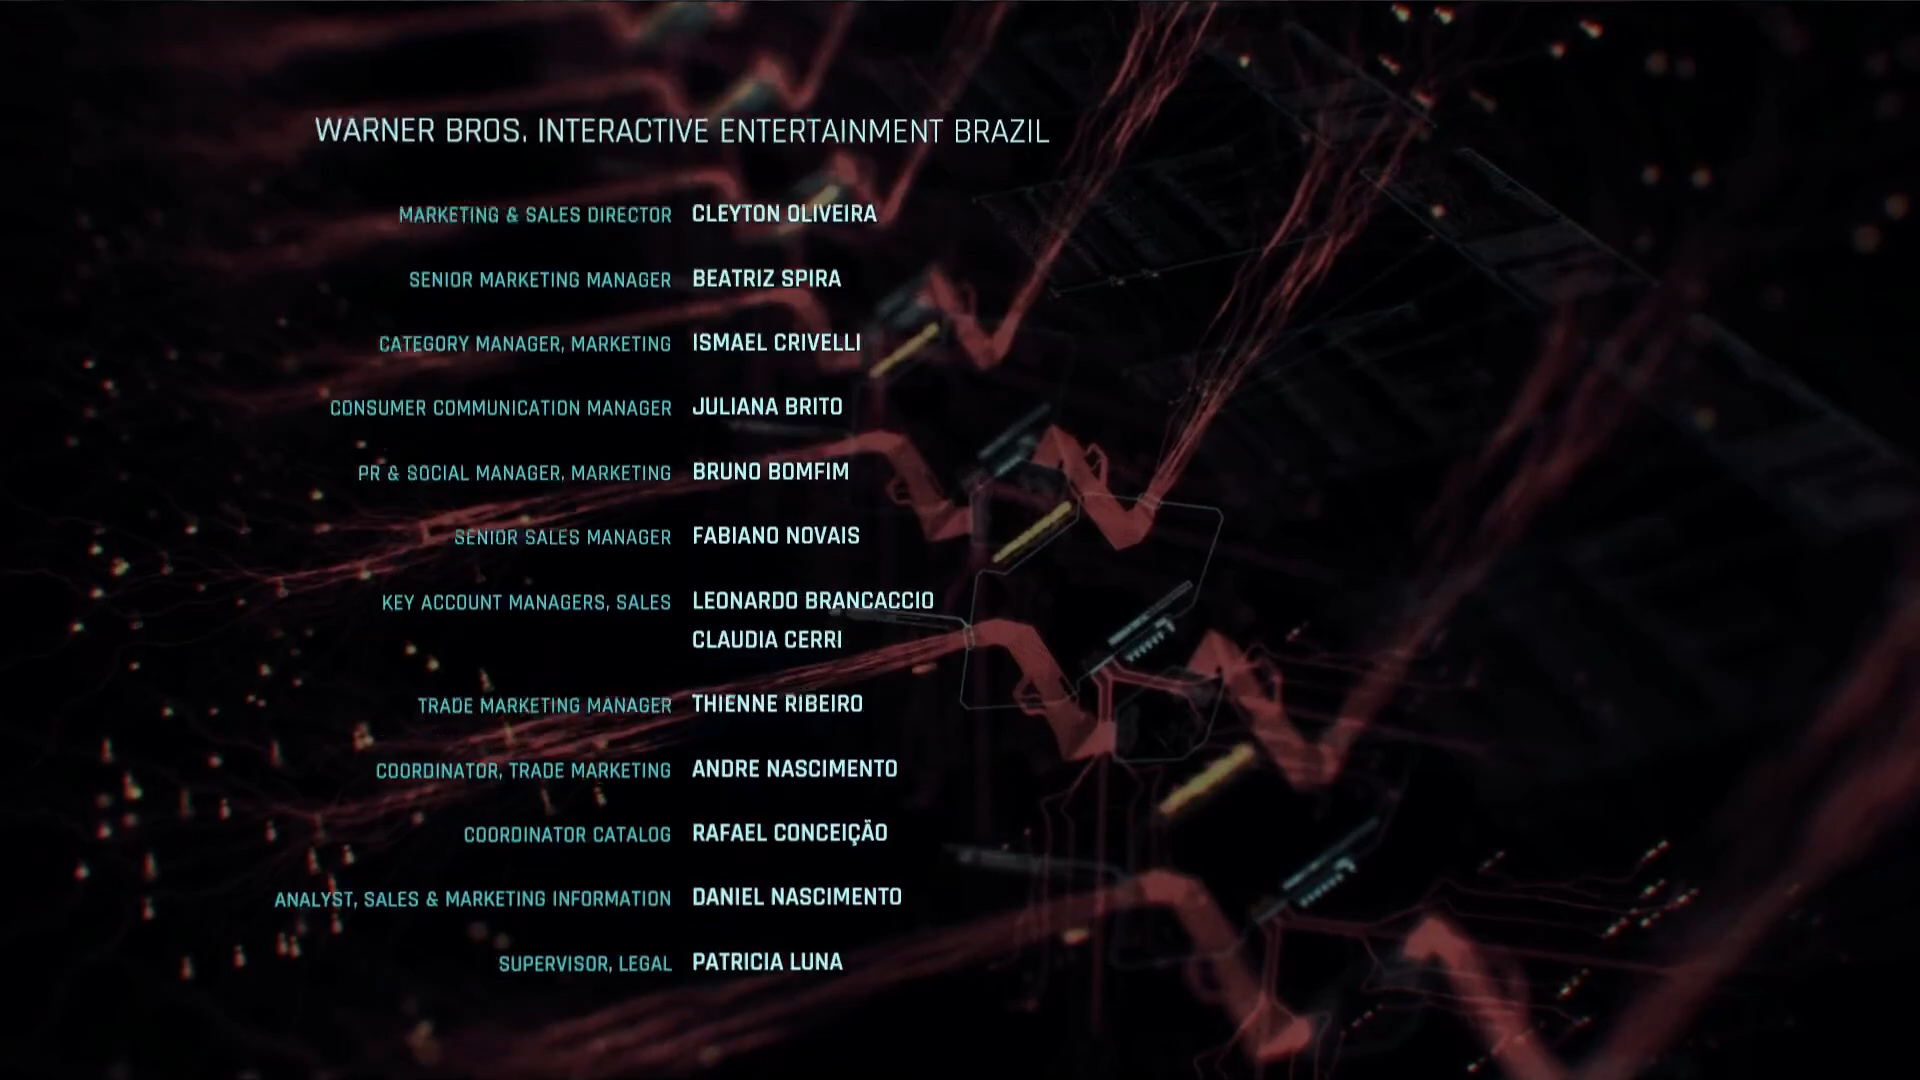 WARNER BROS. INTERACTIVE ENTERTAINMENT BRAZIL
MARKETING & SALES DIRECTOR CLEYTON OLIVEIRA
SENIOR MARKETING MANAGER BEATRIZ SPIRA
CATEGORY MANAGER, MARKETING ISMAEL CRIVELLI
CONSUMER COMMUNICATION MANAGER JULIANA BRITO
PR & SOCIAL MANAGER, MARKETING BRUNO BOMFIM
SENIOR SALES MANAGER FABIANO NOVAIS
KEY ACCOUNT MANAGERS, SALES LEONARDO BRANCACCIO
CLAUDIA CERRI
TRADE MARKETING MANAGER THIENNE RIBEIRO
COORDINATOR, TRADE MARKETING ANDRE NASCIMENTO
COORDINATOR CATALOG RAFAEL CONCEIÇÃO
ANALYST, SALES & MARKETING INFORMATION DANIEL NASCIMENTO
SUPERVISOR, LEGAL PATRICIA LUNA